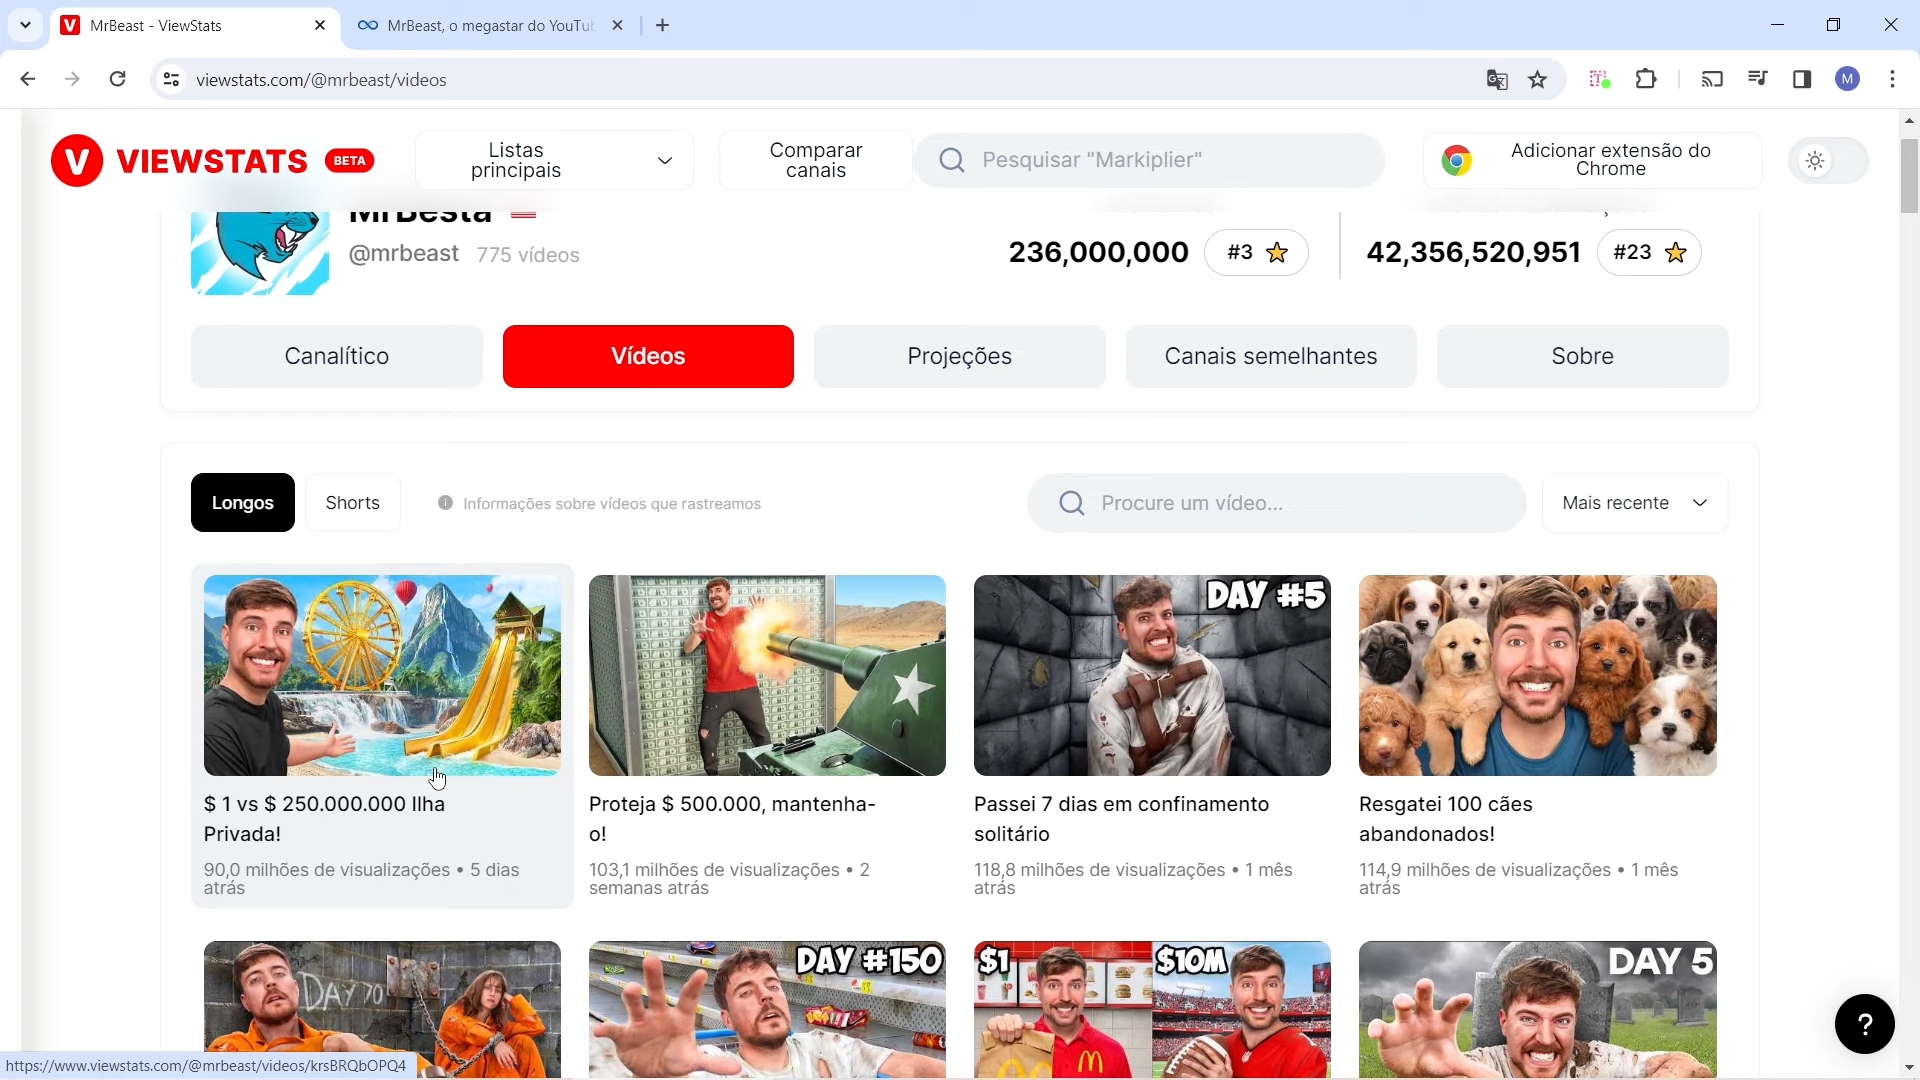 MrBeast - ViewStats
MrBeast, o megastar do YouTu
viewstats.com/@mrbeast/videos
M
V VIEWSTATS BETA
Listas
principais
Comparar
canais
Pesquisar "Markiplier"
Adicionar extensão do
Chrome
MrBesta
@mrbeast 775 vídeos
236,000,000 #3
42,356,520,951 #23
Canalítico
Vídeos
Projeções
Canais semelhantes
Sobre
Longos
Shorts
Informações sobre vídeos que rastreamos
Procure um vídeo...
Mais recente
DAY #5
$ 1 vs $ 250.000.000 Ilha
Privada!
90,0 milhões de visualizações • 5 dias
atrás
Proteja $ 500.000, mantenha-
o!
103,1 milhões de visualizações • 2
semanas atrás
Passei 7 dias em confinamento
solitário
118,8 milhões de visualizações • 1 mês
atrás
Resgatei 100 cães
abandonados!
114,9 milhões de visualizações • 1 mês
atrás
DAY 70
DAY #150
$1
$10M
DAY 5
?
https://www.viewstats.com/@mrbeast/videos/krsBRQbOPQ4